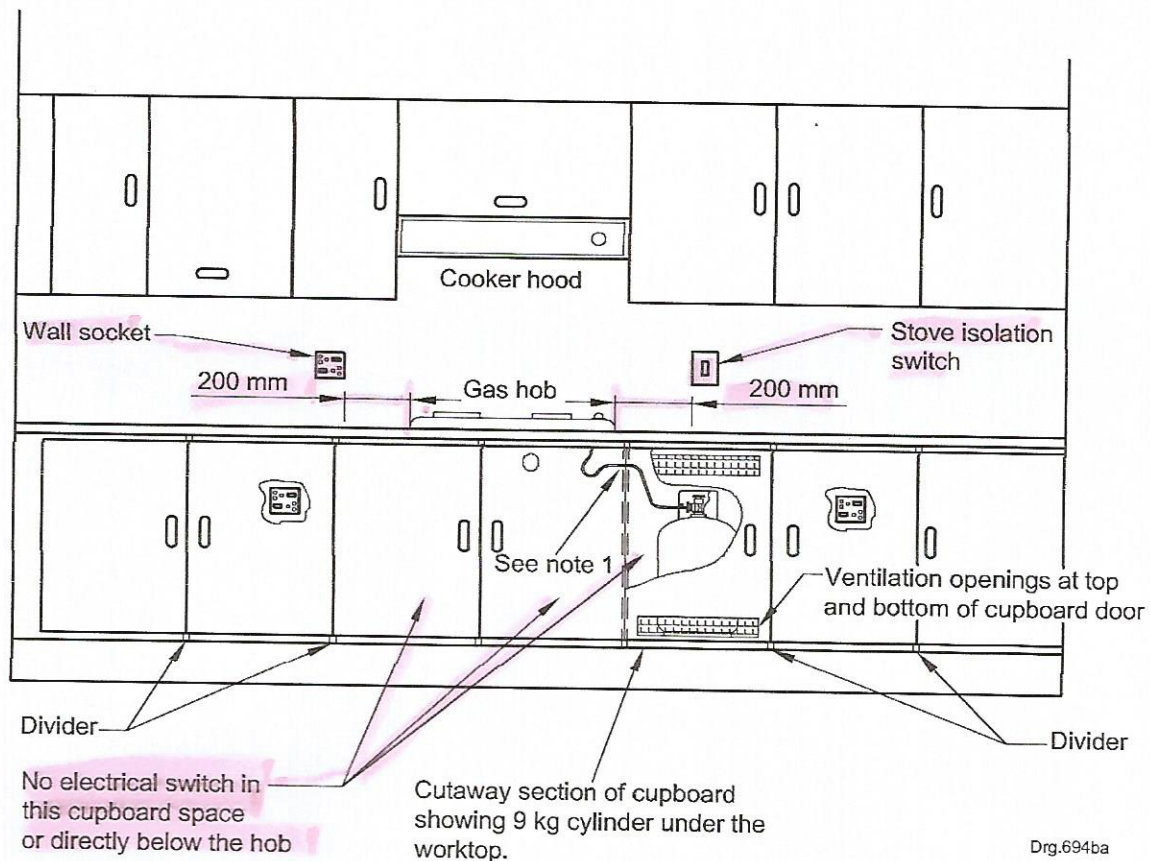 Cooker hood
Wall socket
Stove isolation
switch
200 mm
Gas hob
200 mm
See note 1
Ventilation openings at top
and bottom of cupboard door
Divider
Divider
No electrical switch in
this cupboard space
or directly below the hob
Cutaway section of cupboard
showing 9 kg cylinder under the
worktop.
Drg.694ba